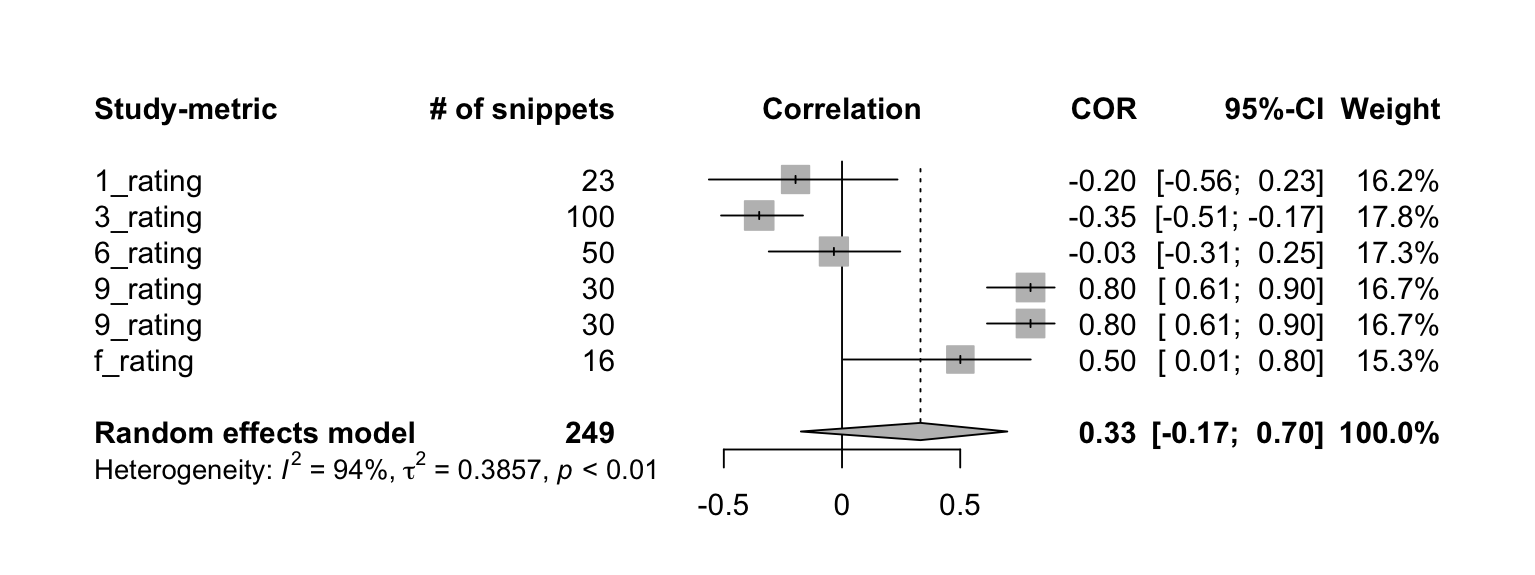 Study-metric # of snippets Correlation COR 95%-CI Weight
1_rating 23 -0.20 [-0.56; 0.23] 16.2%
3_rating 100 -0.35 [-0.51; -0.17] 17.8%
6_rating 50 -0.03 [-0.31; 0.25] 17.3%
9_rating 30 0.80 [ 0.61; 0.90] 16.7%
9_rating 30 0.80 [ 0.61; 0.90] 16.7%
f_rating 16 0.50 [ 0.01; 0.80] 15.3%
Random effects model 249 0.33 [-0.17; 0.70] 100.0%
Heterogeneity: I² = 94%, τ² = 0.3857, p < 0.01
-0.5 0 0.5